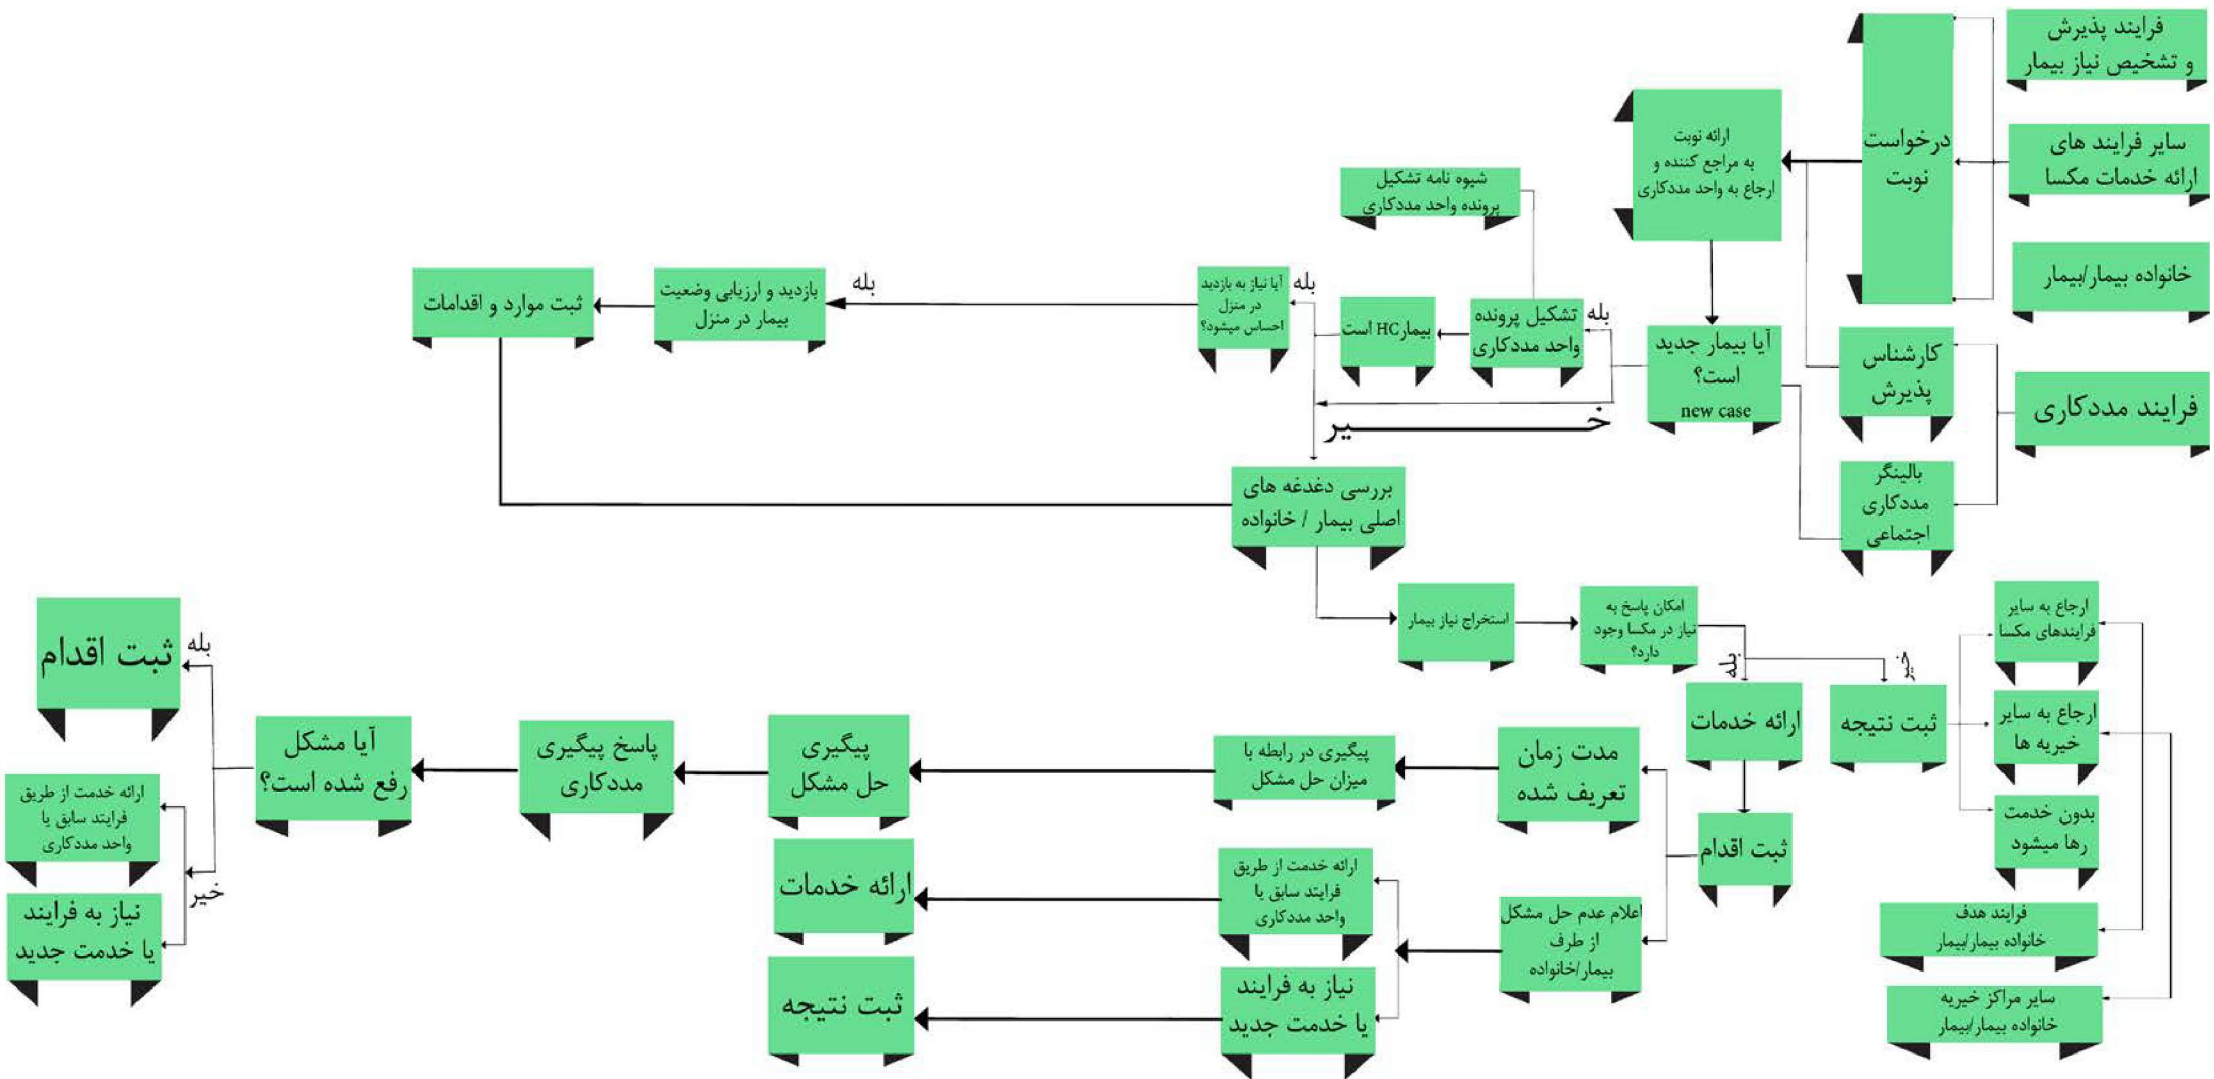 فرایند پذیرش
و تشخیص نیاز بیمار
سایر فرایند های
ارائه خدمات مکسا
خانواده بیمار/بیمار
درخواست
نوبت
ارائه نوبت
به مراجع کننده و
ارجاع به واحد مددکاری
فرایند مددکاری
کارشناس
پذیرش
بالینگر
مددکاری
اجتماعی
آیا بیمار جدید
است؟
new case
بله
خیر
شیوه نامه تشکیل
پرونده واحد مددکاری
تشکیل پرونده
واحد مددکاری
بیمار HC است
بله
آیا نیاز به بازدید
در منزل
احساس میشود؟
بله
بازدید و ارزیابی وضعیت
بیمار در منزل
ثبت موارد و اقدامات
بررسی دغدغه های
اصلی بیمار / خانواده
استخراج نیاز بیمار
امکان پاسخ به
نیاز در مکسا وجود
دارد؟
بله
خیر
ارائه خدمات
ثبت نتیجه
ارجاع به سایر
فرایندهای مکسا
ارجاع به سایر
خیریه ها
بدون خدمت
رها میشود
فرایند هدف
خانواده بیمار/بیمار
سایر مراکز خیریه
خانواده بیمار/بیمار
ثبت اقدام
مدت زمان
تعریف شده
اعلام عدم حل مشکل
از طرف
بیمار/خانواده
پیگیری در رابطه با
میزان حل مشکل
ارائه خدمت از طریق
فرایند سابق یا
واحد مددکاری
نیاز به فرایند
یا خدمت جدید
پیگیری
حل مشکل
ارائه خدمات
ثبت نتیجه
پاسخ پیگیری
مددکاری
آیا مشکل
رفع شده است؟
بله
خیر
ثبت اقدام
ارائه خدمت از طریق
فرایند سابق یا
واحد مددکاری
نیاز به فرایند
یا خدمت جدید